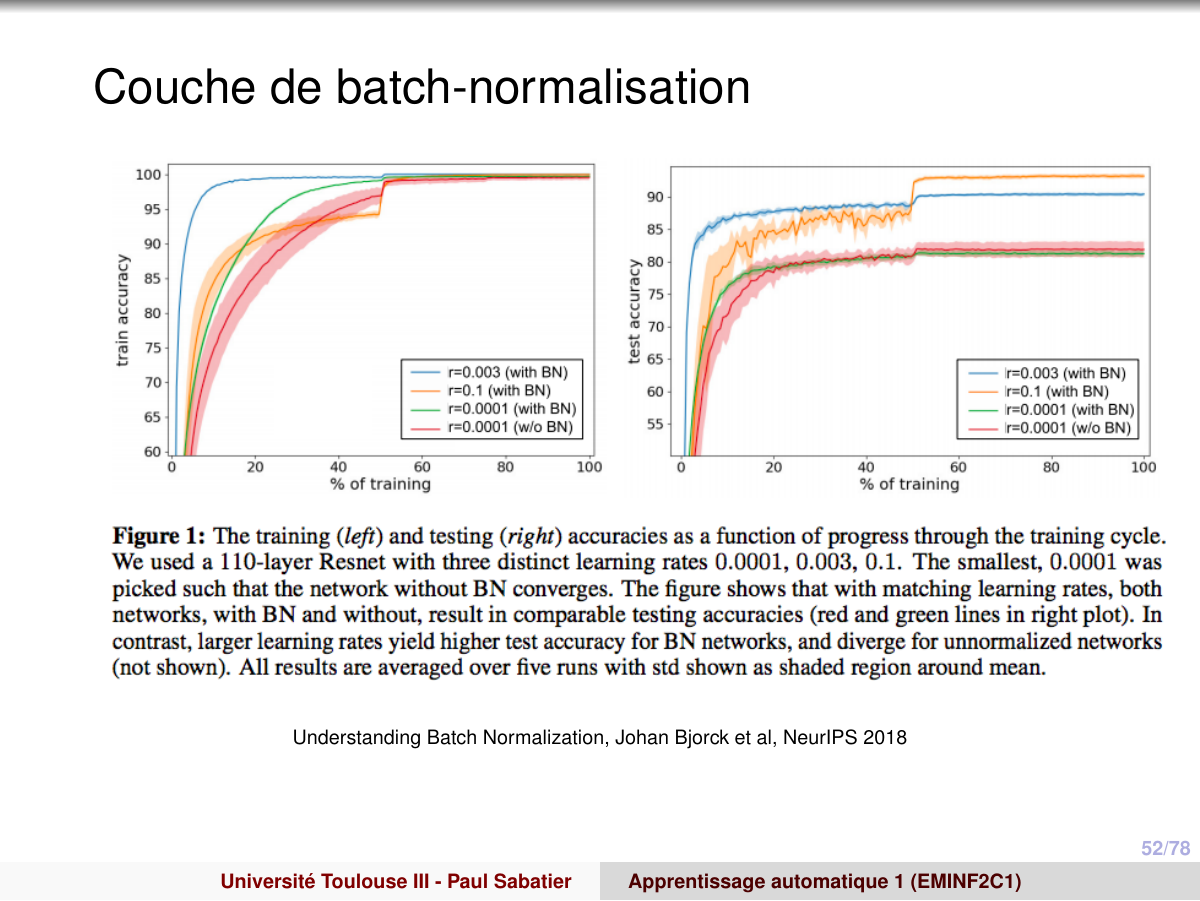 Couche de batch-normalisation
100
95
90
85
80
75
70
65
60
train accuracy
0 20 40 60 80 100
% of training
r=0.003 (with BN)
r=0.1 (with BN)
r=0.0001 (with BN)
r=0.0001 (w/o BN)
90
85
80
75
70
65
60
55
test accuracy
0 20 40 60 80 100
% of training
r=0.003 (with BN)
r=0.1 (with BN)
r=0.0001 (with BN)
r=0.0001 (w/o BN)
Figure 1: The training (left) and testing (right) accuracies as a function of progress through the training cycle.
We used a 110-layer Resnet with three distinct learning rates 0.0001, 0.003, 0.1. The smallest, 0.0001 was
picked such that the network without BN converges. The figure shows that with matching learning rates, both
networks, with BN and without, result in comparable testing accuracies (red and green lines in right plot). In
contrast, larger learning rates yield higher test accuracy for BN networks, and diverge for unnormalized networks
(not shown). All results are averaged over five runs with std shown as shaded region around mean.
Understanding Batch Normalization, Johan Bjorck et al, NeurIPS 2018
52/78
Université Toulouse III - Paul Sabatier
Apprentissage automatique 1 (EMINF2C1)